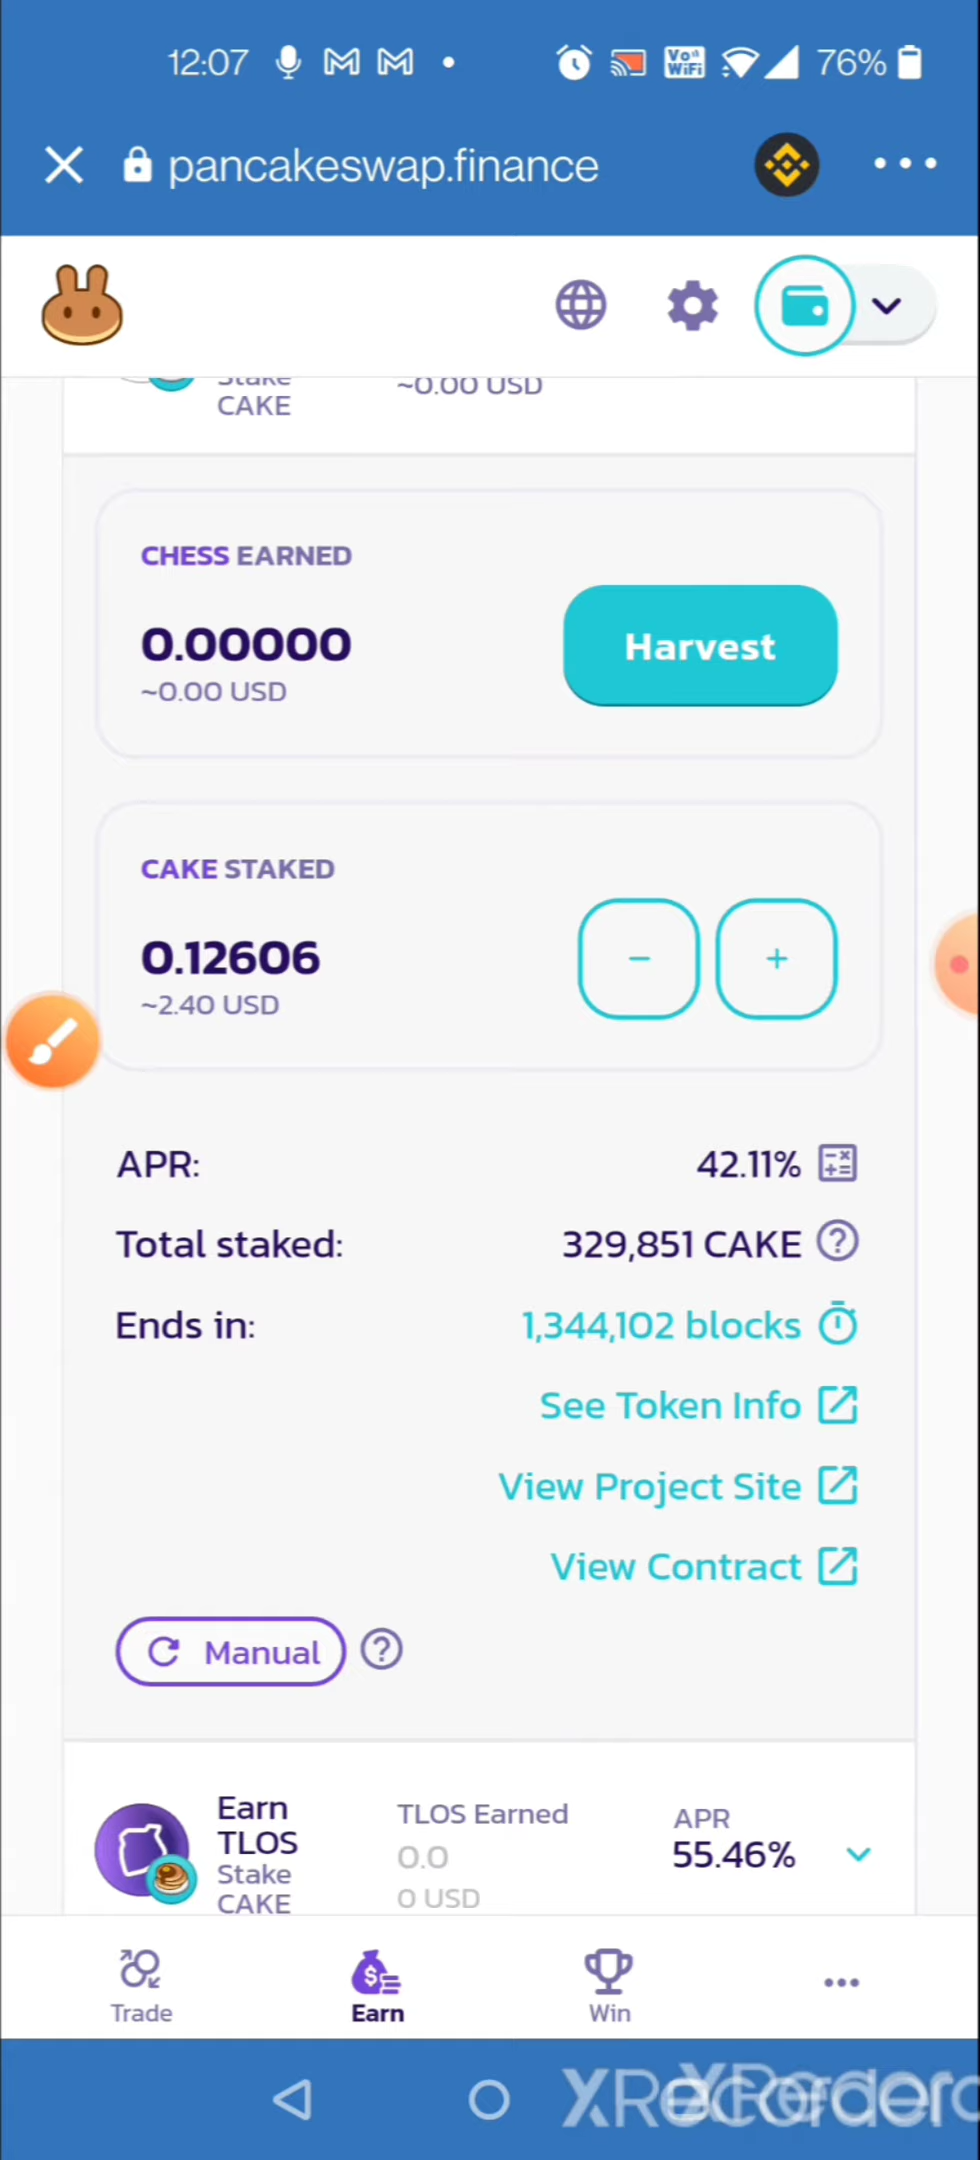 12:07
Vo WiFi
76%
pancakeswap.finance
CAKE
~0.00 USD
CHESS EARNED
0.00000
~0.00 USD
Harvest
CAKE STAKED
0.12606
~2.40 USD
- +
APR: 42.11%
Total staked: 329,851 CAKE
Ends in: 1,344,102 blocks
See Token Info
View Project Site
View Contract
Manual
Earn
TLOS
Stake
CAKE
TLOS Earned
0.0
0 USD
APR
55.46%
Trade
Earn
Win